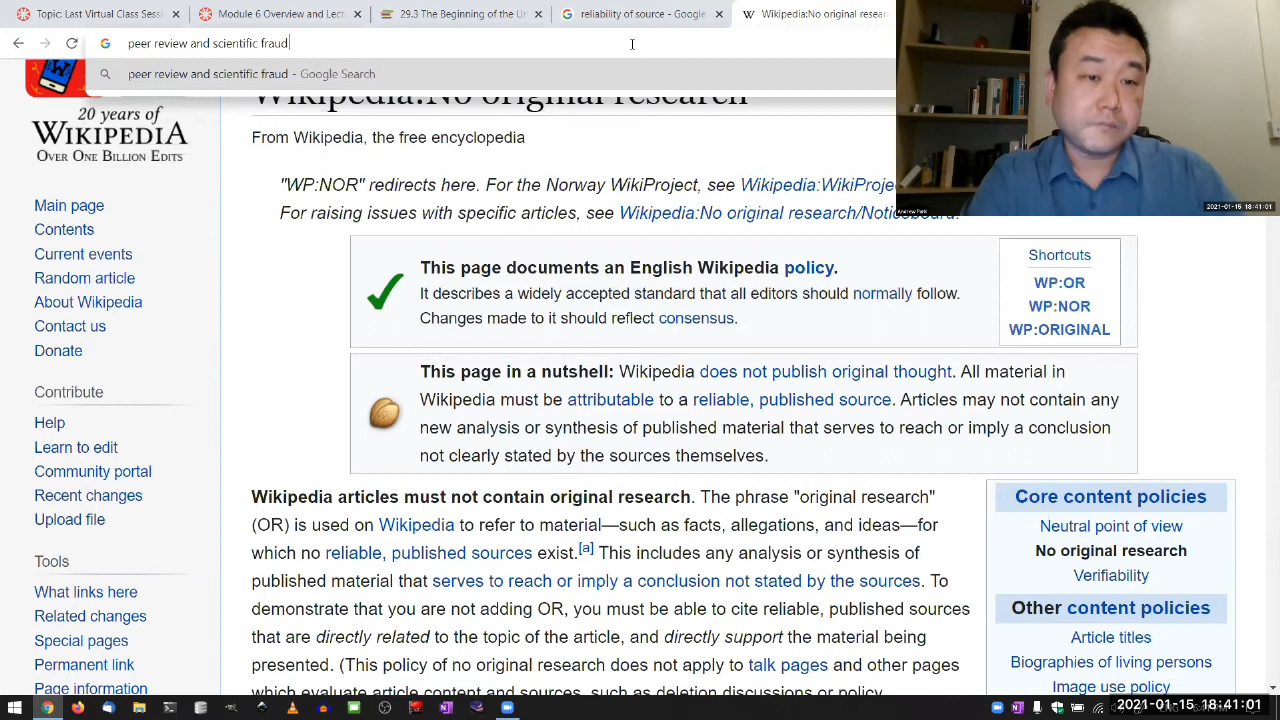 Topic: Last Virtual Class Sessi
Module 6 Overview and Lect
29.3 The Beginning of the Un
reliability of source - Google
Wikipedia:No original resear
peer review and scientific fraud
peer review and scientific fraud - Google Search
20 years of
WIKIPEDIA
OVER ONE BILLION EDITS
Main page
Contents
Current events
Random article
About Wikipedia
Contact us
Donate
Contribute
Help
Learn to edit
Community portal
Recent changes
Upload file
Tools
What links here
Related changes
Special pages
Permanent link
Page information
Wikipedia:No original research
From Wikipedia, the free encyclopedia
"WP:NOR" redirects here. For the Norway WikiProject, see Wikipedia:WikiProje
For raising issues with specific articles, see Wikipedia:No original research/Noticeboard.
This page documents an English Wikipedia policy.
It describes a widely accepted standard that all editors should normally follow.
Changes made to it should reflect consensus.
Shortcuts
WP:OR
WP:NOR
WP:ORIGINAL
This page in a nutshell: Wikipedia does not publish original thought. All material in
Wikipedia must be attributable to a reliable, published source. Articles may not contain any
new analysis or synthesis of published material that serves to reach or imply a conclusion
not clearly stated by the sources themselves.
Wikipedia articles must not contain original research. The phrase "original research"
(OR) is used on Wikipedia to refer to material—such as facts, allegations, and ideas—for
which no reliable, published sources exist.[a] This includes any analysis or synthesis of
published material that serves to reach or imply a conclusion not stated by the sources. To
demonstrate that you are not adding OR, you must be able to cite reliable, published sources
that are directly related to the topic of the article, and directly support the material being
presented. (This policy of no original research does not apply to talk pages and other pages
which evaluate article content and sources, such as deletion discussions or policy
Core content policies
Neutral point of view
No original research
Verifiability
Other content policies
Article titles
Biographies of living persons
Image use policy
Andrew Park
2021-01-15 18:41:01
2021-01-15 18:41:01